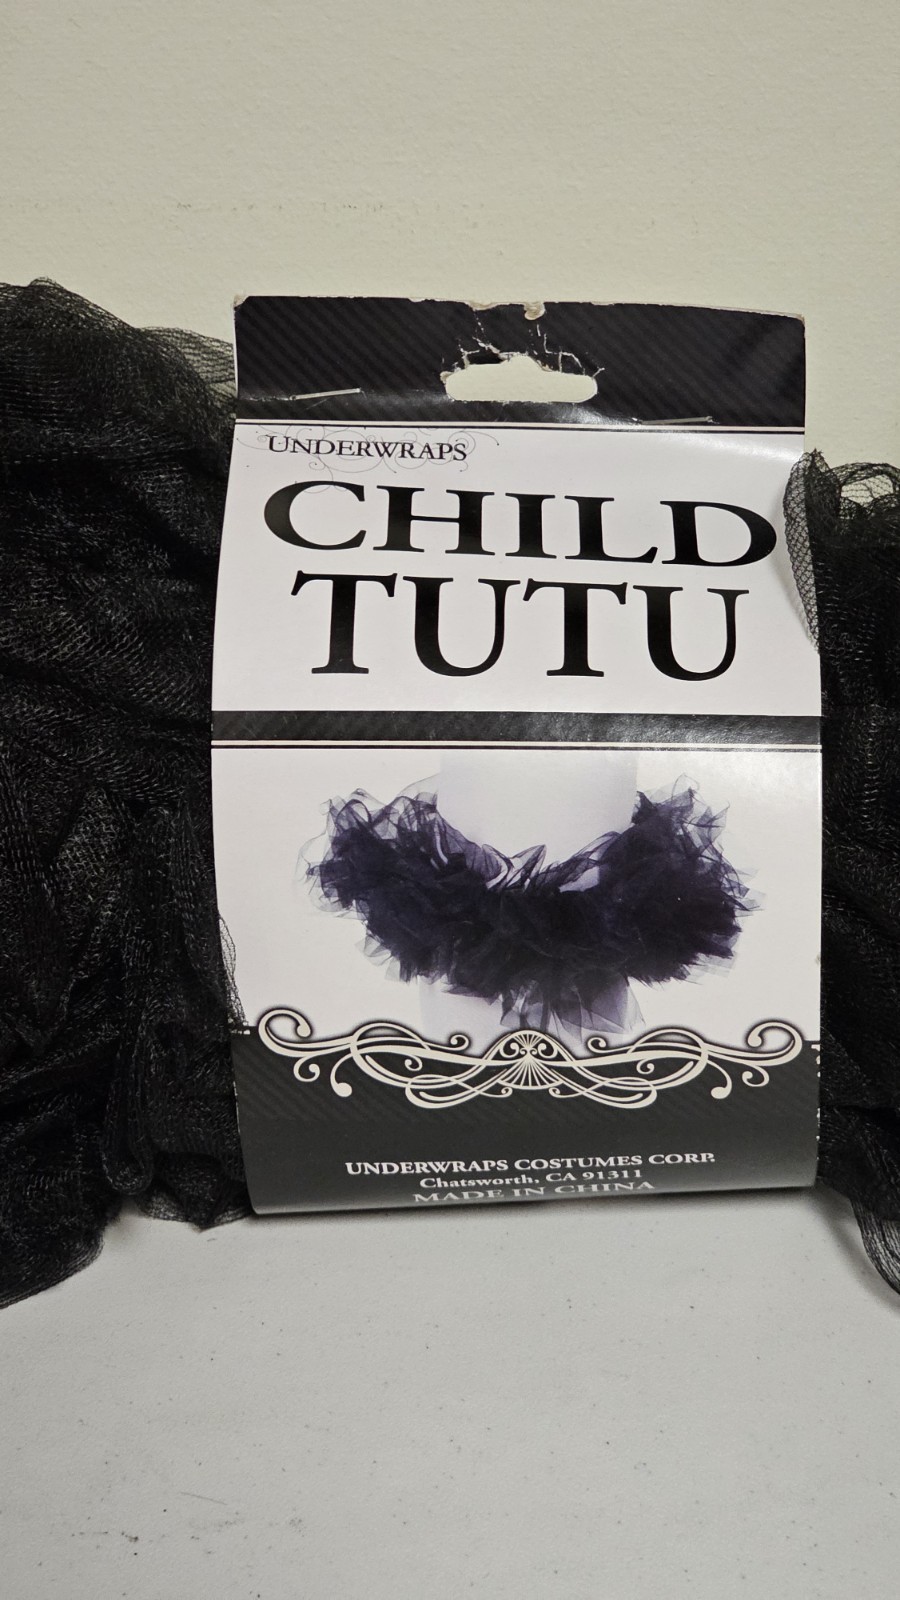 UNDERWRAPS
CHILD
TUTU
UNDERWRAPS COSTUMES CORP.
Chatsworth, CA 91311
MADE IN CHINA